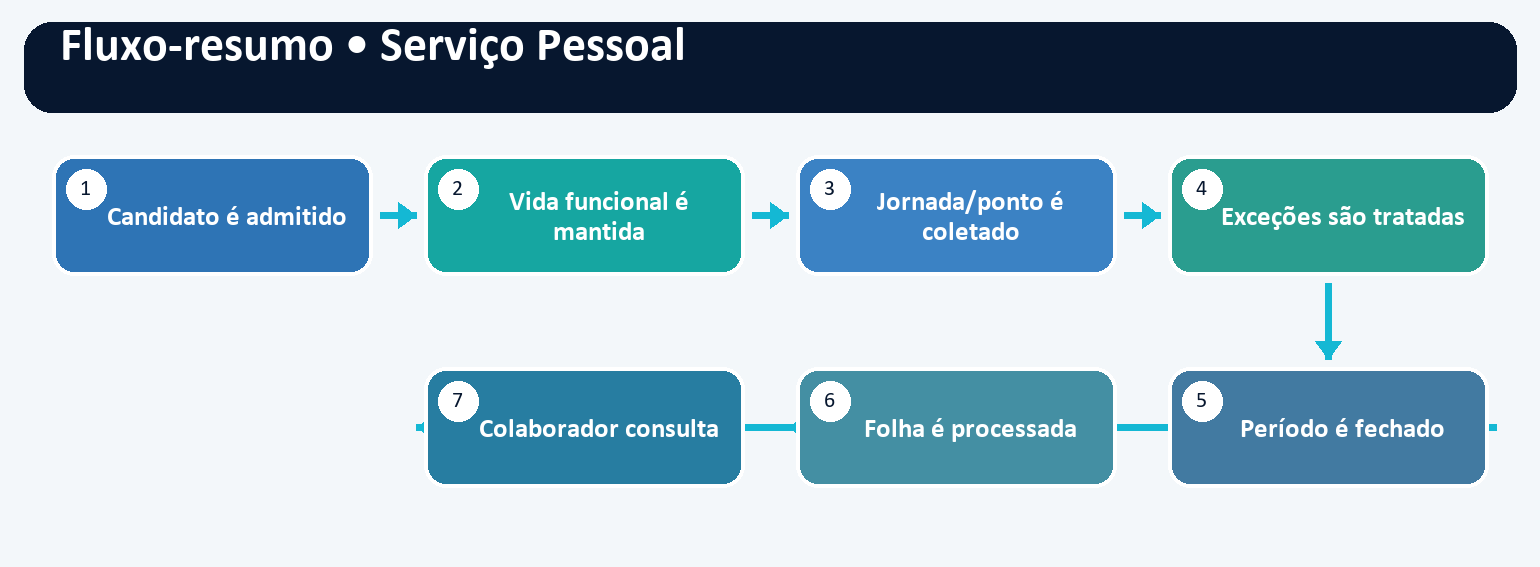 Fluxo-resumo • Serviço Pessoal
1
Candidato é admitido
2
Vida funcional é
mantida
3
Jornada/ponto é
coletado
4
Exceções são tratadas
5
Período é fechado
6
Folha é processada
7
Colaborador consulta